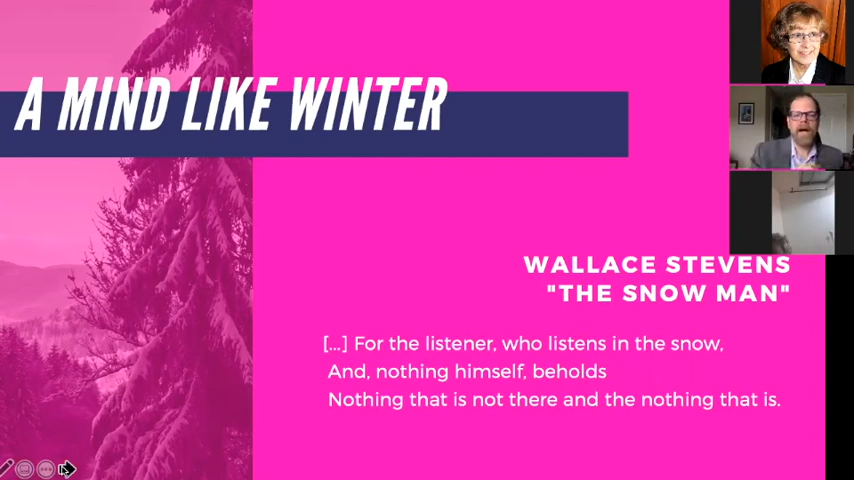 A MIND LIKE WINTER
WALLACE STEVENS
"THE SNOW MAN"
[...] For the listener, who listens in the snow,
And, nothing himself, beholds
Nothing that is not there and the nothing that is.